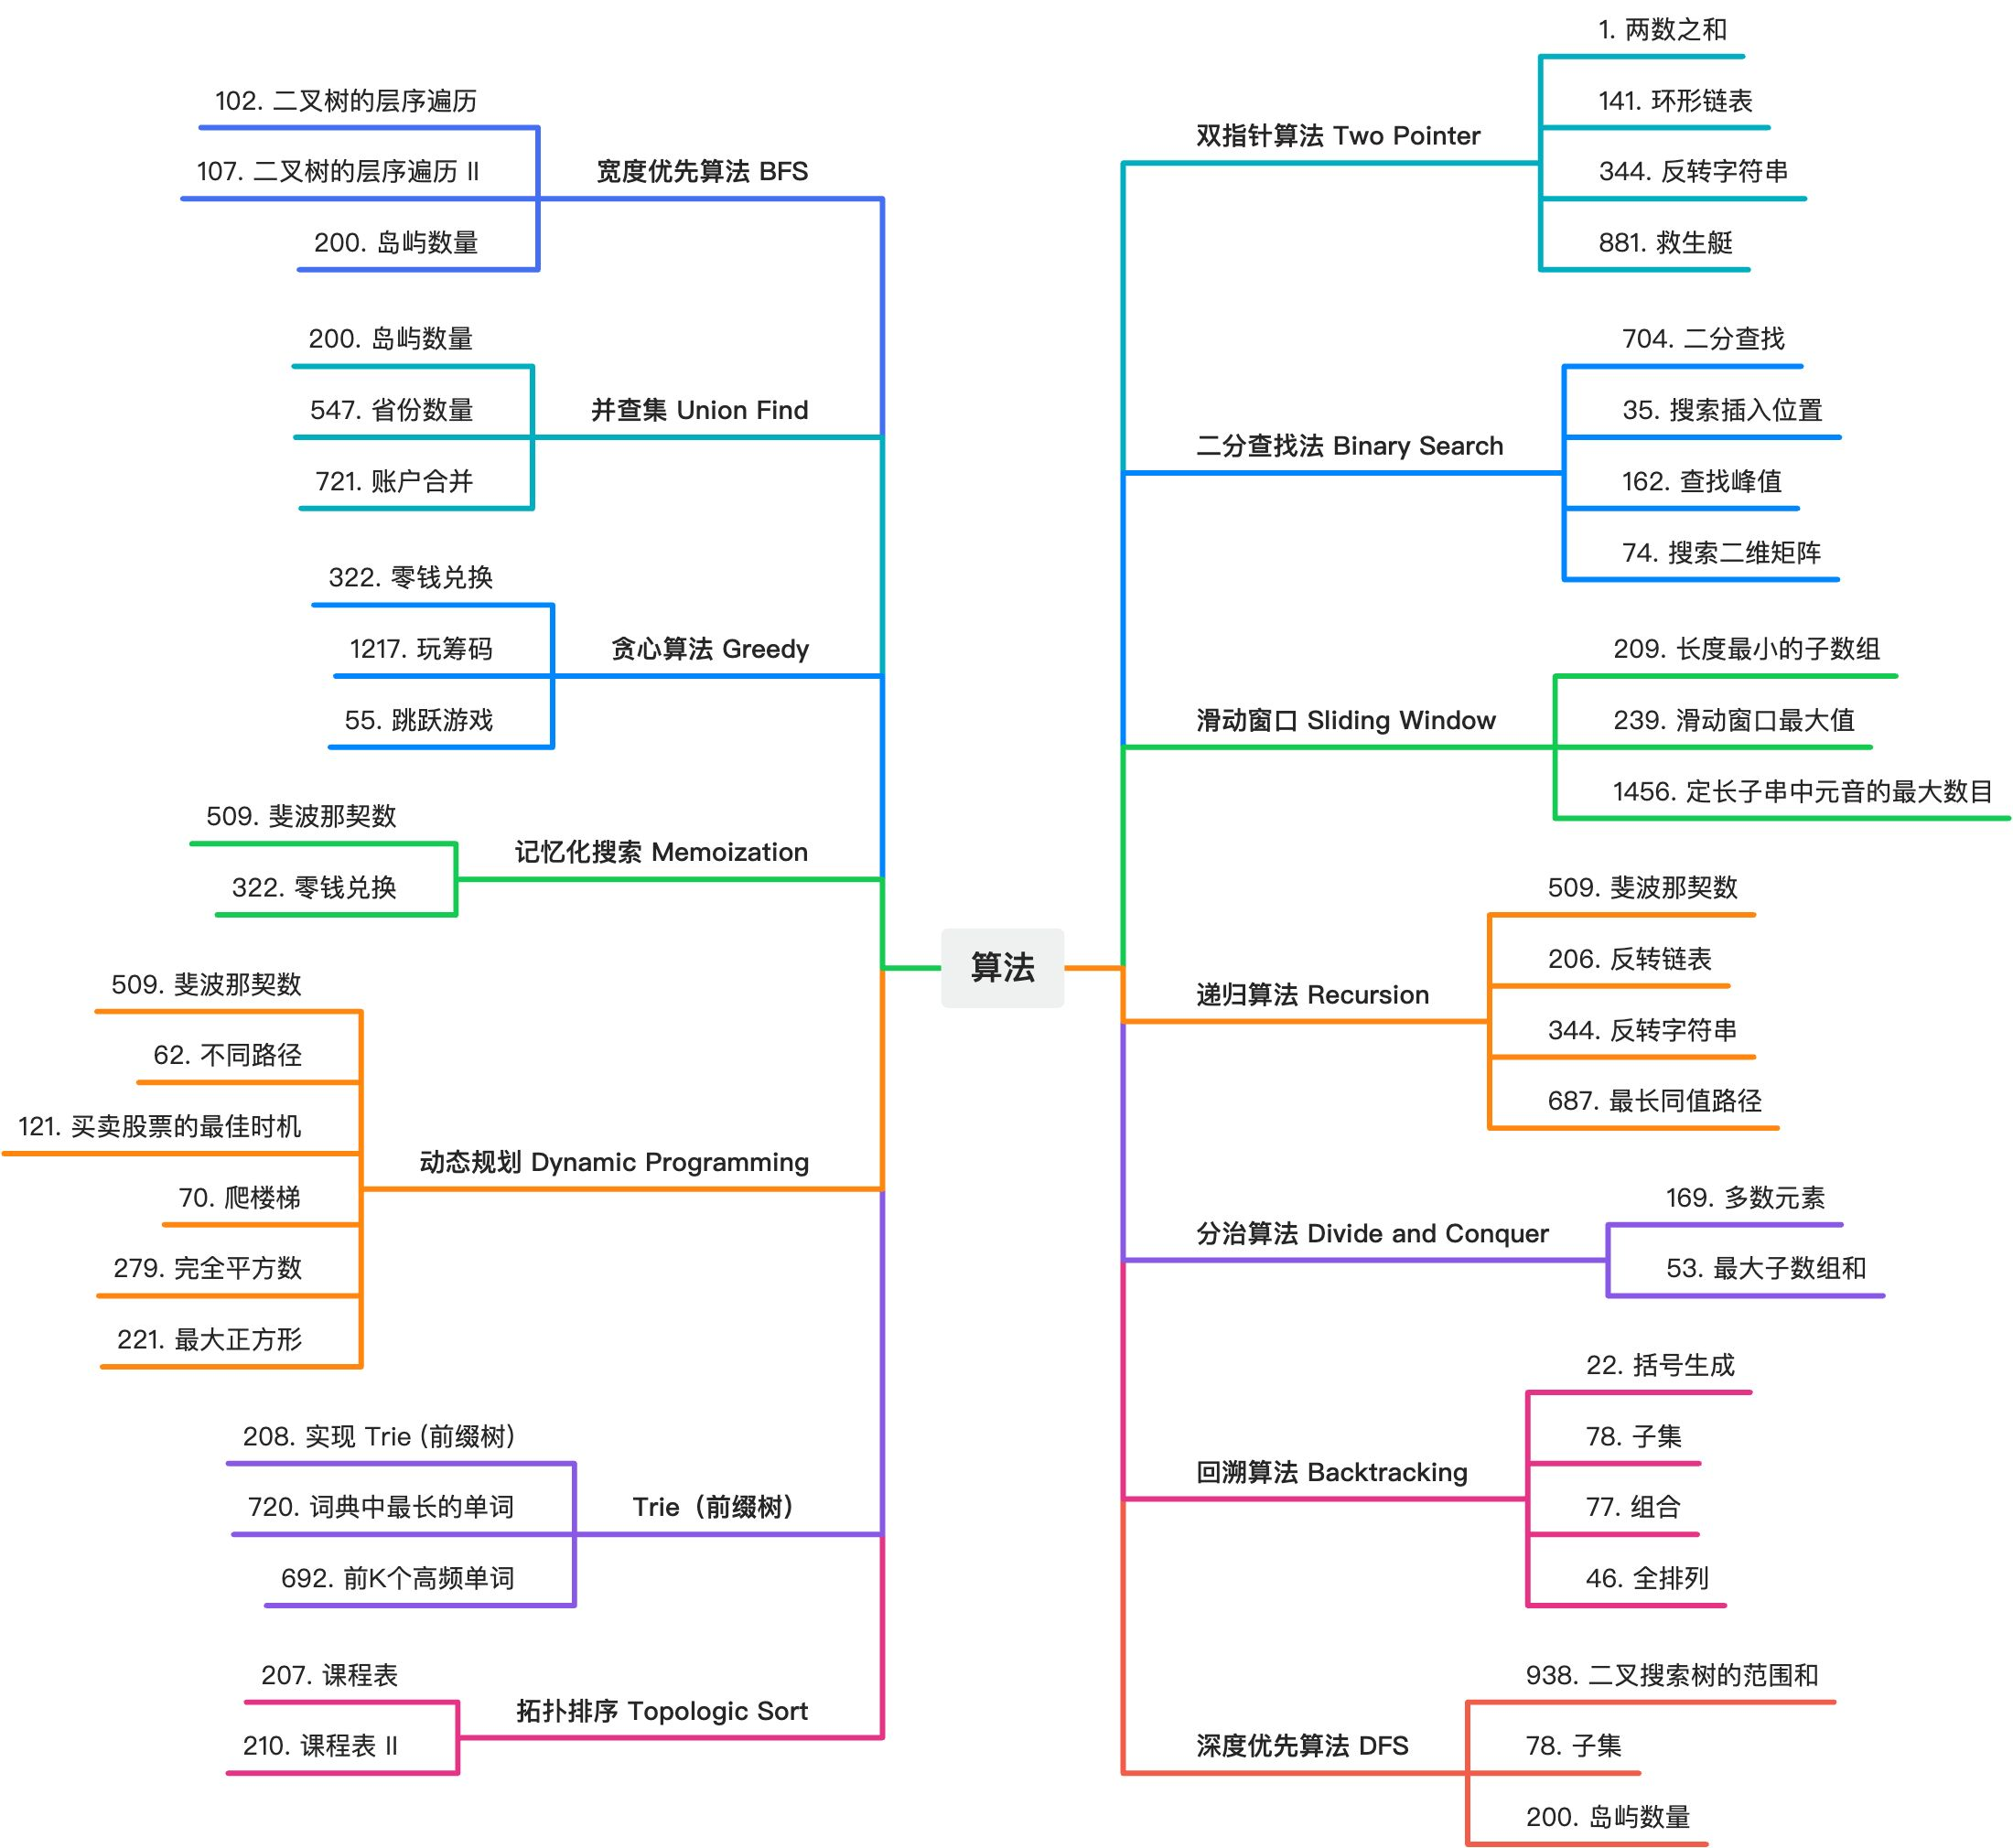 算法
双指针算法 Two Pointer
1. 两数之和
141. 环形链表
344. 反转字符串
881. 救生艇
二分查找法 Binary Search
704. 二分查找
35. 搜索插入位置
162. 查找峰值
74. 搜索二维矩阵
滑动窗口 Sliding Window
209. 长度最小的子数组
239. 滑动窗口最大值
1456. 定长子串中元音的最大数目
递归算法 Recursion
509. 斐波那契数
206. 反转链表
344. 反转字符串
687. 最长同值路径
分治算法 Divide and Conquer
169. 多数元素
53. 最大子数组和
回溯算法 Backtracking
22. 括号生成
78. 子集
77. 组合
46. 全排列
深度优先算法 DFS
938. 二叉搜索树的范围和
78. 子集
200. 岛屿数量
宽度优先算法 BFS
102. 二叉树的层序遍历
107. 二叉树的层序遍历 II
200. 岛屿数量
并查集 Union Find
200. 岛屿数量
547. 省份数量
721. 账户合并
贪心算法 Greedy
322. 零钱兑换
1217. 玩筹码
55. 跳跃游戏
记忆化搜索 Memoization
509. 斐波那契数
322. 零钱兑换
动态规划 Dynamic Programming
509. 斐波那契数
62. 不同路径
121. 买卖股票的最佳时机
70. 爬楼梯
279. 完全平方数
221. 最大正方形
Trie（前缀树）
208. 实现 Trie (前缀树)
720. 词典中最长的单词
692. 前K个高频单词
拓扑排序 Topologic Sort
207. 课程表
210. 课程表 II